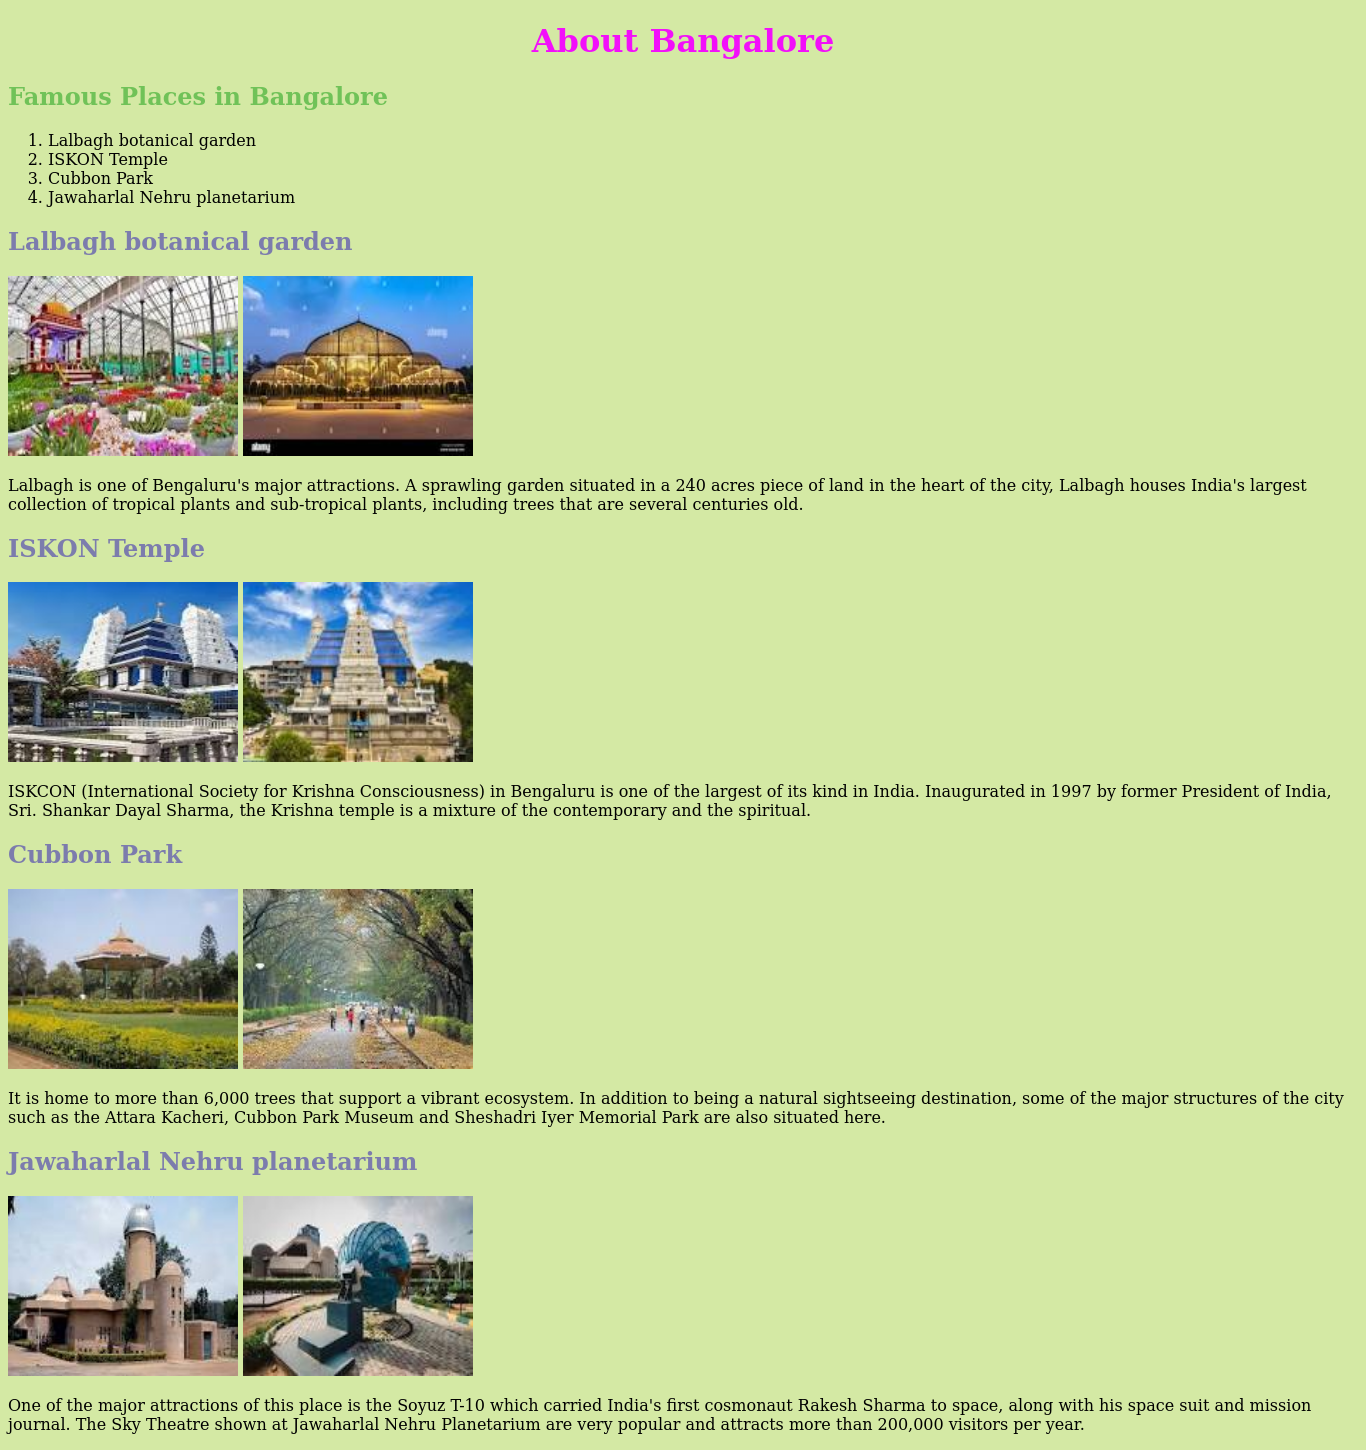 About Bangalore
Famous Places in Bangalore
1. Lalbagh botanical garden
2. ISKON Temple
3. Cubbon Park
4. Jawaharlal Nehru planetarium
Lalbagh botanical garden
alamy
alamy
alamy
Lalbagh is one of Bengaluru's major attractions. A sprawling garden situated in a 240 acres piece of land in the heart of the city, Lalbagh houses India's largest
collection of tropical plants and sub-tropical plants, including trees that are several centuries old.
ISKON Temple
ISKCON (International Society for Krishna Consciousness) in Bengaluru is one of the largest of its kind in India. Inaugurated in 1997 by former President of India,
Sri. Shankar Dayal Sharma, the Krishna temple is a mixture of the contemporary and the spiritual.
Cubbon Park
It is home to more than 6,000 trees that support a vibrant ecosystem. In addition to being a natural sightseeing destination, some of the major structures of the city
such as the Attara Kacheri, Cubbon Park Museum and Sheshadri Iyer Memorial Park are also situated here.
Jawaharlal Nehru planetarium
One of the major attractions of this place is the Soyuz T-10 which carried India's first cosmonaut Rakesh Sharma to space, along with his space suit and mission
journal. The Sky Theatre shown at Jawaharlal Nehru Planetarium are very popular and attracts more than 200,000 visitors per year.